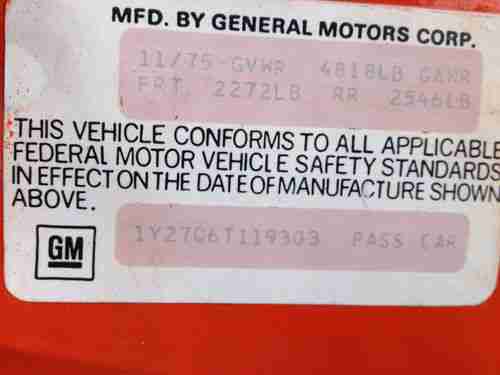 MFD. BY GENERAL MOTORS CORP.
11/75-GVWR 4818LB GAWR
FRT. 2272LB RR 2546LB
THIS VEHICLE CONFORMS TO ALL APPLICABLE
FEDERAL MOTOR VEHICLE SAFETY STANDARDS
IN EFFECT ON THE DATE OF MANUFACTURE SHOWN
ABOVE.
GM
1Y27C6T119303 PASS CAR